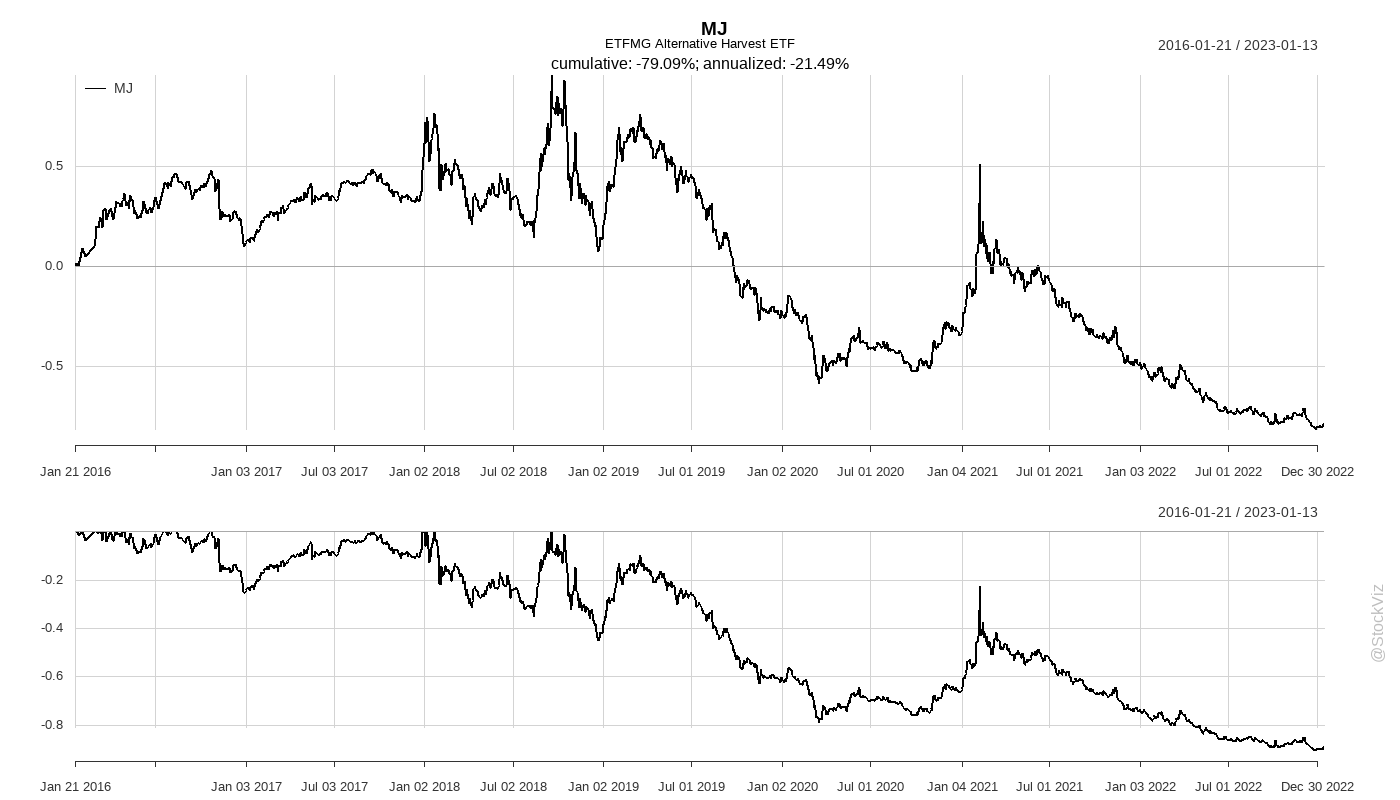 MJ
ETFMG Alternative Harvest ETF
2016-01-21 / 2023-01-13
cumulative: -79.09%; annualized: -21.49%
MJ
0.5
0.0
-0.5
Jan 21 2016 Jan 03 2017 Jul 03 2017 Jan 02 2018 Jul 02 2018 Jan 02 2019 Jul 01 2019 Jan 02 2020 Jul 01 2020 Jan 04 2021 Jul 01 2021 Jan 03 2022 Jul 01 2022 Dec 30 2022
2016-01-21 / 2023-01-13
-0.2
-0.4
-0.6
-0.8
@StockViz
Jan 21 2016 Jan 03 2017 Jul 03 2017 Jan 02 2018 Jul 02 2018 Jan 02 2019 Jul 01 2019 Jan 02 2020 Jul 01 2020 Jan 04 2021 Jul 01 2021 Jan 03 2022 Jul 01 2022 Dec 30 2022